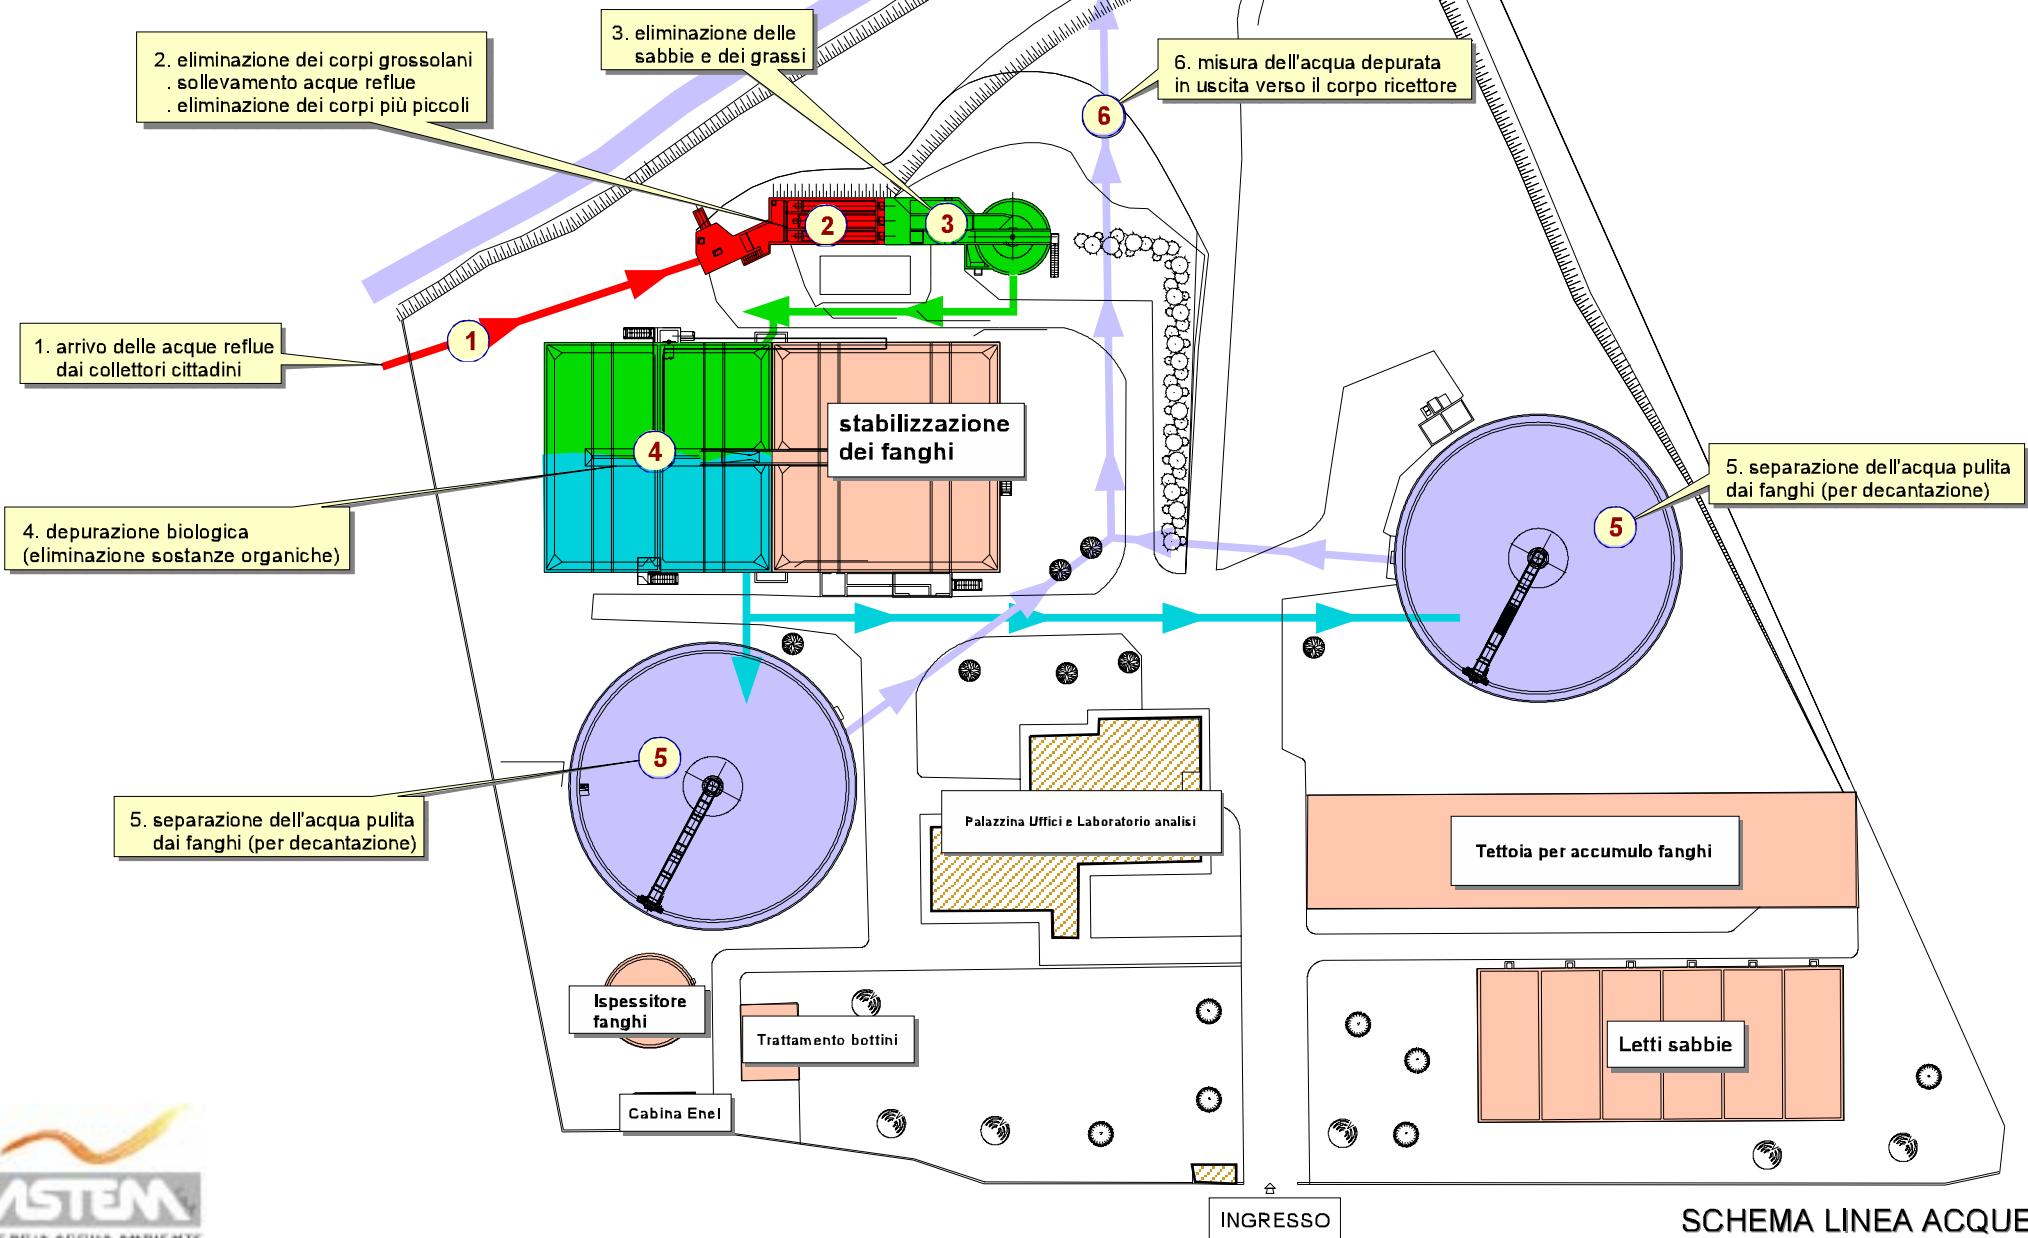 2. eliminazione dei corpi grossolani
. sollevamento acque reflue
. eliminazione dei corpi più piccoli
3. eliminazione delle
sabbie e dei grassi
6. misura dell'acqua depurata
in uscita verso il corpo ricettore
6
2
3
1
1. arrivo delle acque reflue
dai collettori cittadini
stabilizzazione
dei fanghi
4
5. separazione dell'acqua pulita
dai fanghi (per decantazione)
5
4. depurazione biologica
(eliminazione sostanze organiche)
5
5. separazione dell'acqua pulita
dai fanghi (per decantazione)
Palazzina Uffici e Laboratorio analisi
Tettoia per accumulo fanghi
Ispessitore
fanghi
Trattamento bottini
Letti sabbie
Cabina Enel
ASTEM
INGRESSO
SCHEMA LINEA ACQUE